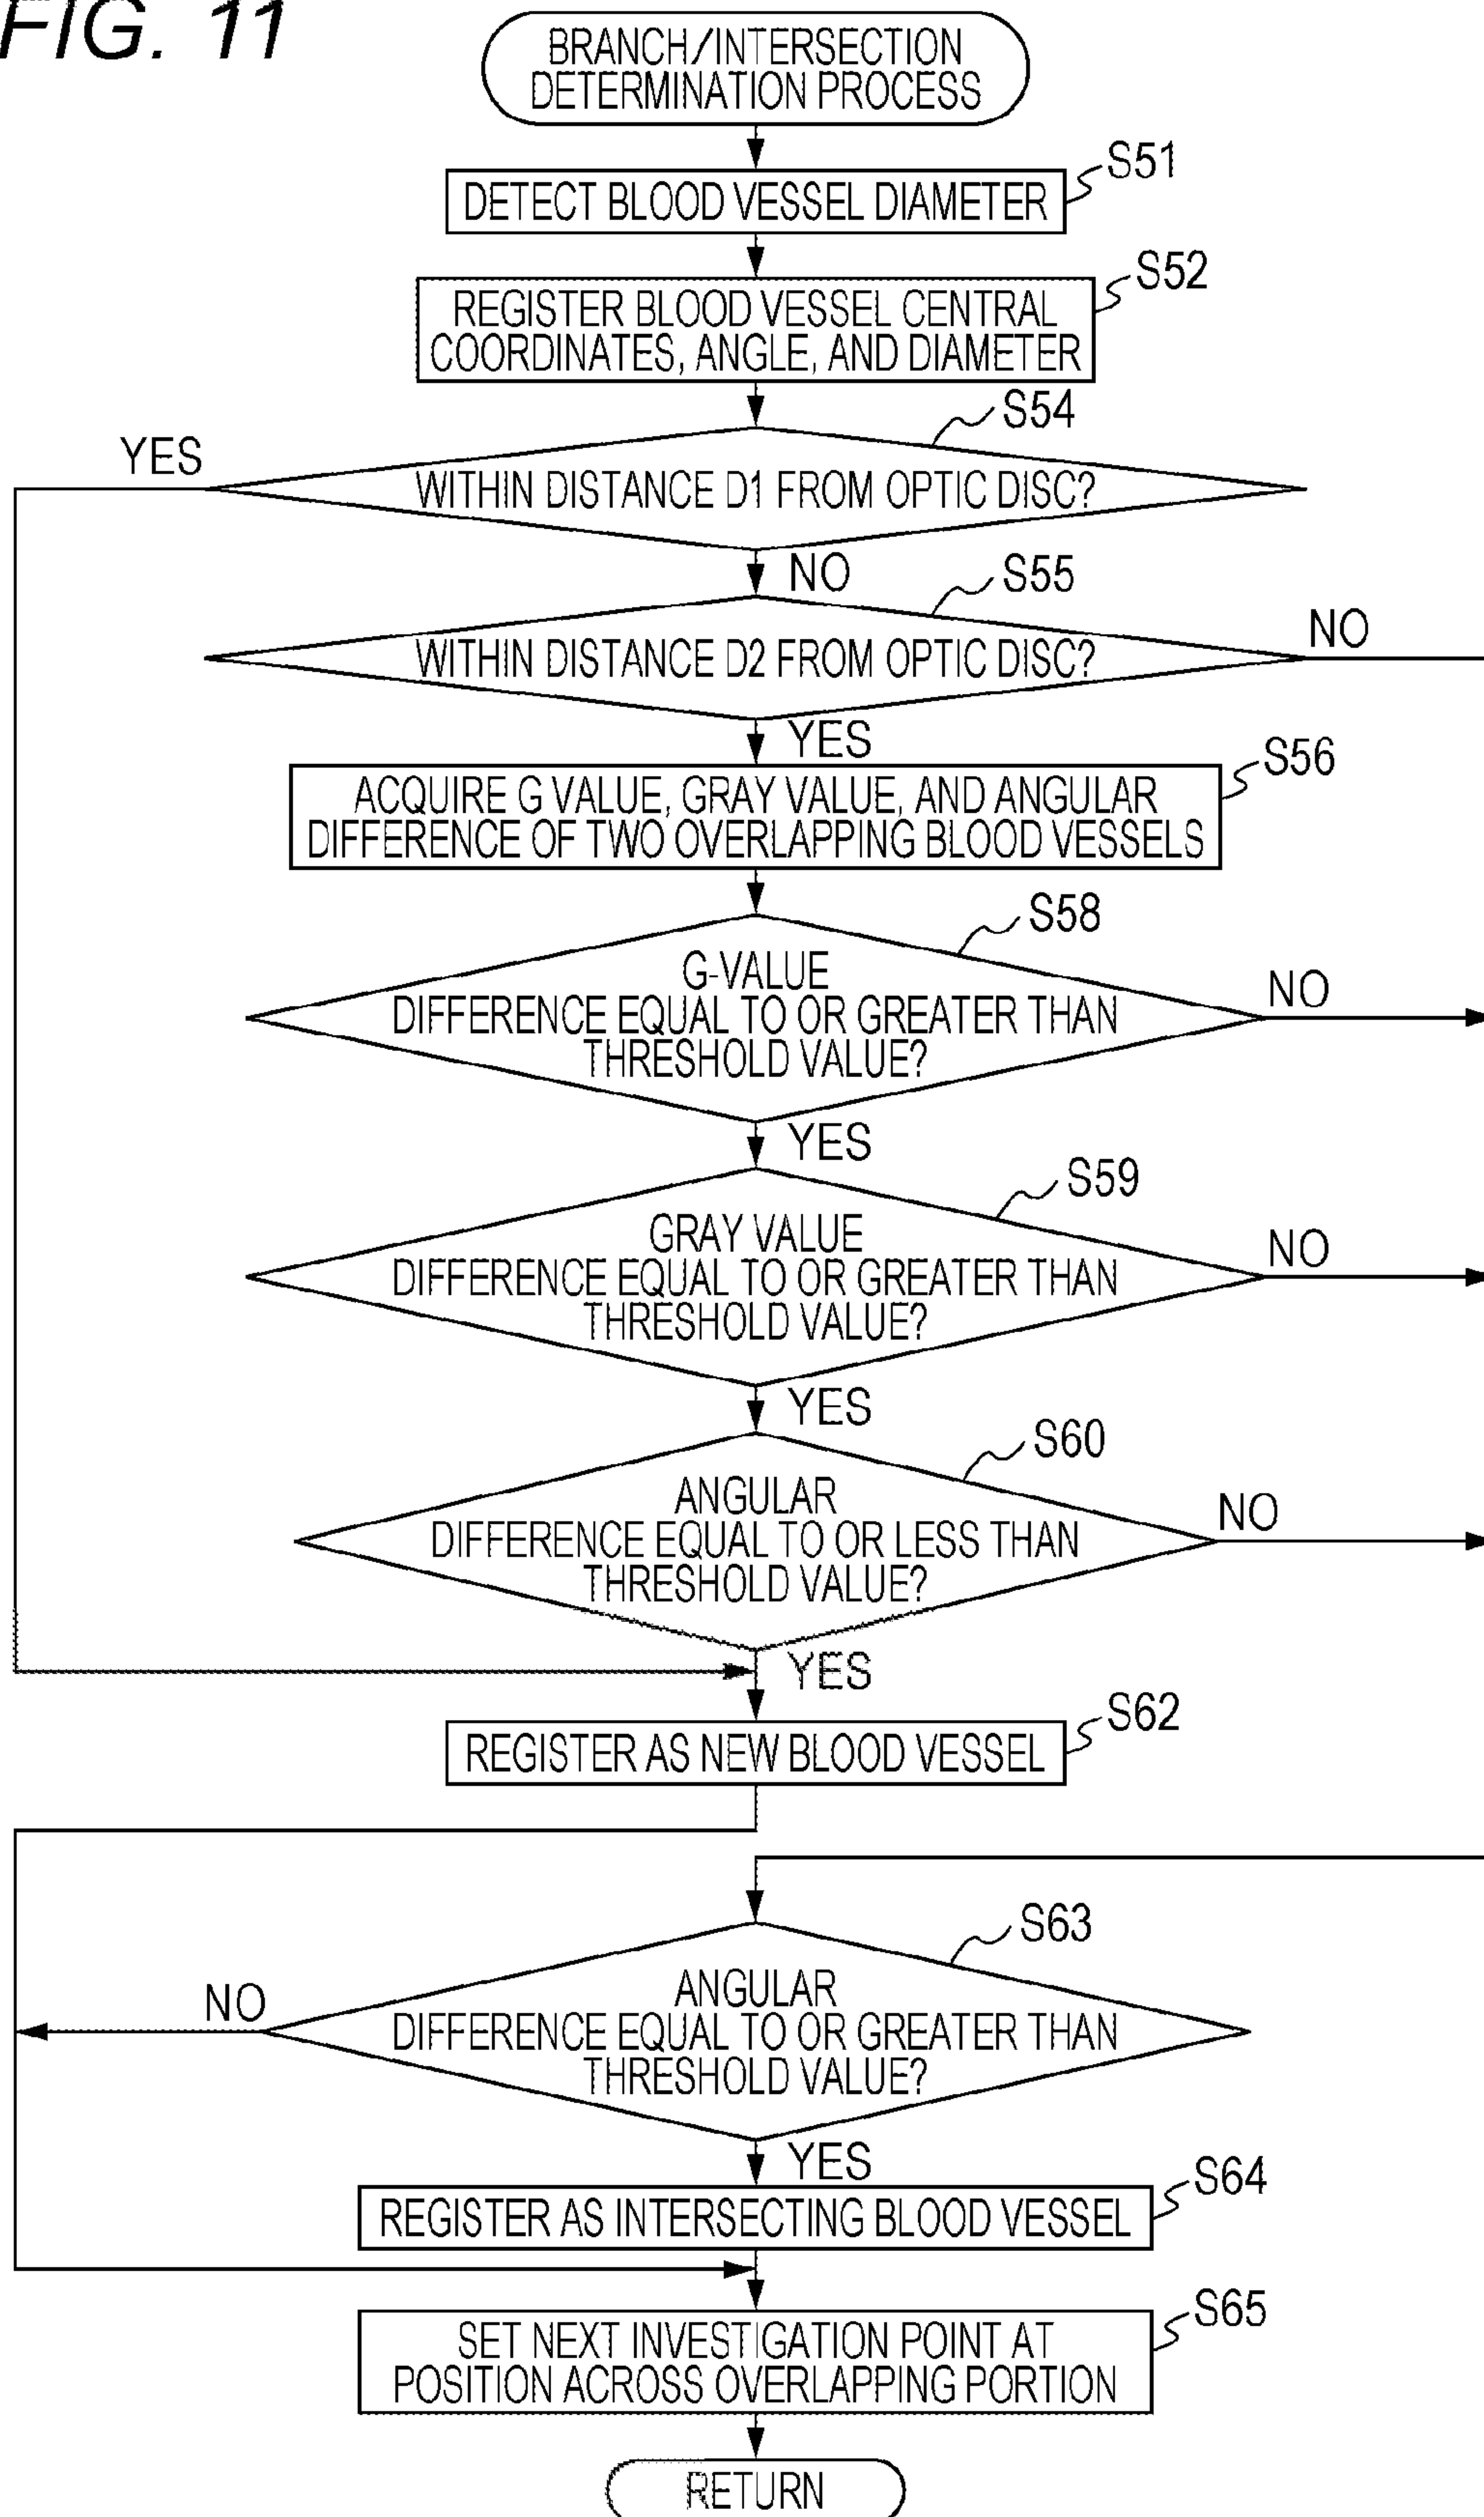 FIG. 11
BRANCH/INTERSECTION
DETERMINATION PROCESS
S51
DETECT BLOOD VESSEL DIAMETER
S52
REGISTER BLOOD VESSEL CENTRAL
COORDINATES, ANGLE, AND DIAMETER
S54
YES
WITHIN DISTANCE D1 FROM OPTIC DISC?
NO
S55
NO
WITHIN DISTANCE D2 FROM OPTIC DISC?
YES
S56
ACQUIRE G VALUE, GRAY VALUE, AND ANGULAR
DIFFERENCE OF TWO OVERLAPPING BLOOD VESSELS
S58
G-VALUE
DIFFERENCE EQUAL TO OR GREATER THAN
THRESHOLD VALUE?
NO
YES
S59
GRAY VALUE
DIFFERENCE EQUAL TO OR GREATER THAN
THRESHOLD VALUE?
NO
YES
S60
ANGULAR
DIFFERENCE EQUAL TO OR LESS THAN
THRESHOLD VALUE?
NO
YES
S62
REGISTER AS NEW BLOOD VESSEL
S63
ANGULAR
DIFFERENCE EQUAL TO OR GREATER THAN
THRESHOLD VALUE?
NO
YES
S64
REGISTER AS INTERSECTING BLOOD VESSEL
S65
SET NEXT INVESTIGATION POINT AT
POSITION ACROSS OVERLAPPING PORTION
RETURN